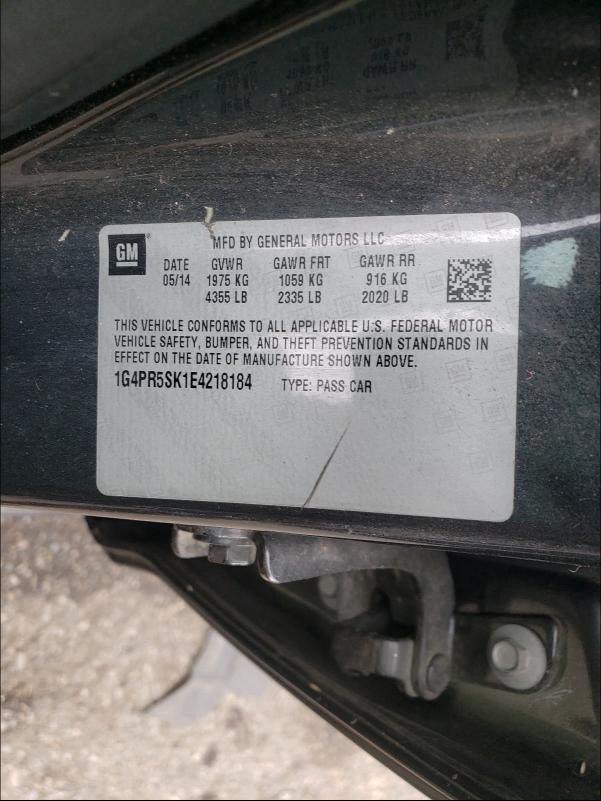 GM
MFD BY GENERAL MOTORS LLC
DATE GVWR GAWR FRT GAWR RR
05/14 1975 KG 1059 KG 916 KG
4355 LB 2335 LB 2020 LB
THIS VEHICLE CONFORMS TO ALL APPLICABLE U.S. FEDERAL MOTOR
VEHICLE SAFETY, BUMPER, AND THEFT PREVENTION STANDARDS IN
EFFECT ON THE DATE OF MANUFACTURE SHOWN ABOVE.
1G4PR5SK1E4218184 TYPE: PASS CAR